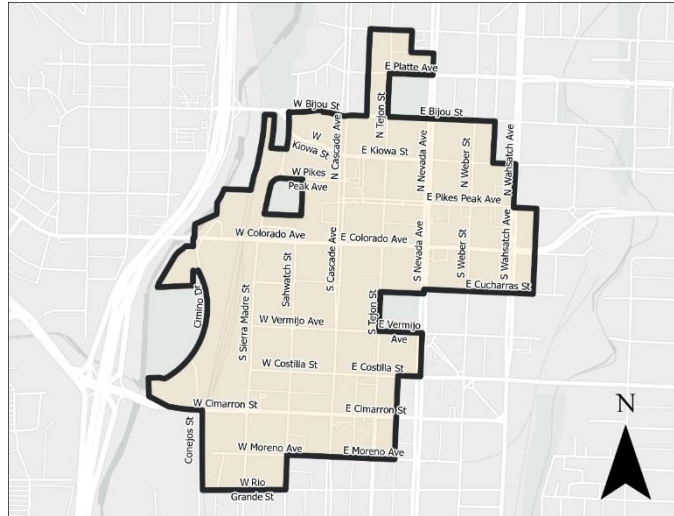 E Platte Ave
W Bijou St
N Tejon St
E Bijou St
W
Kiowa St
N Cascade Ave
E Kiowa St
N Nevada Ave
N Weber St
N Wahsatch Ave
W Pikes
Peak Ave
E Pikes Peak Ave
W Colorado Ave
E Colorado Ave
S Cascade Ave
S Nevada Ave
S Weber St
S Wahsatch Ave
Sahwatch St
E Cucharras St
Cimino Dr
S Sierra Madre St
S Tejon St
W Vermijo Ave
E Vermijo
Ave
W Costilla St
E Costilla St
W Cimarron St
E Cimarron St
Conejos St
W Moreno Ave
E Moreno Ave
W Rio
Grande St
N